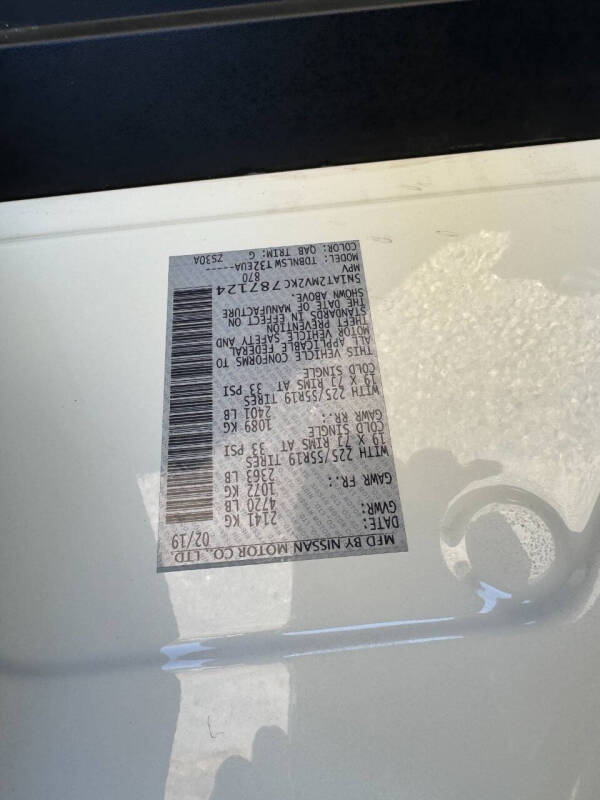 MFD BY NISSAN MOTOR CO., LTD.
DATE: 02/19
GVWR: 2141 KG
4720 LB
GAWR FR.: 1072 KG
2363 LB
WITH 225/55R19 TIRES
19 X 7J RIMS AT 33 PSI
COLD SINGLE
GAWR RR.: 1089 KG
2401 LB
WITH 225/55R19 TIRES
19 X 7J RIMS AT 33 PSI
COLD SINGLE
THIS VEHICLE CONFORMS TO
ALL APPLICABLE FEDERAL
MOTOR VEHICLE SAFETY AND
THEFT PREVENTION
STANDARDS IN EFFECT ON
THE DATE OF MANUFACTURE
SHOWN ABOVE.
5N1AT2MV2KC787124
MPV 870
MODEL: TDBNLSWT32EUA-----
COLOR: QAB TRIM: G ZS30A